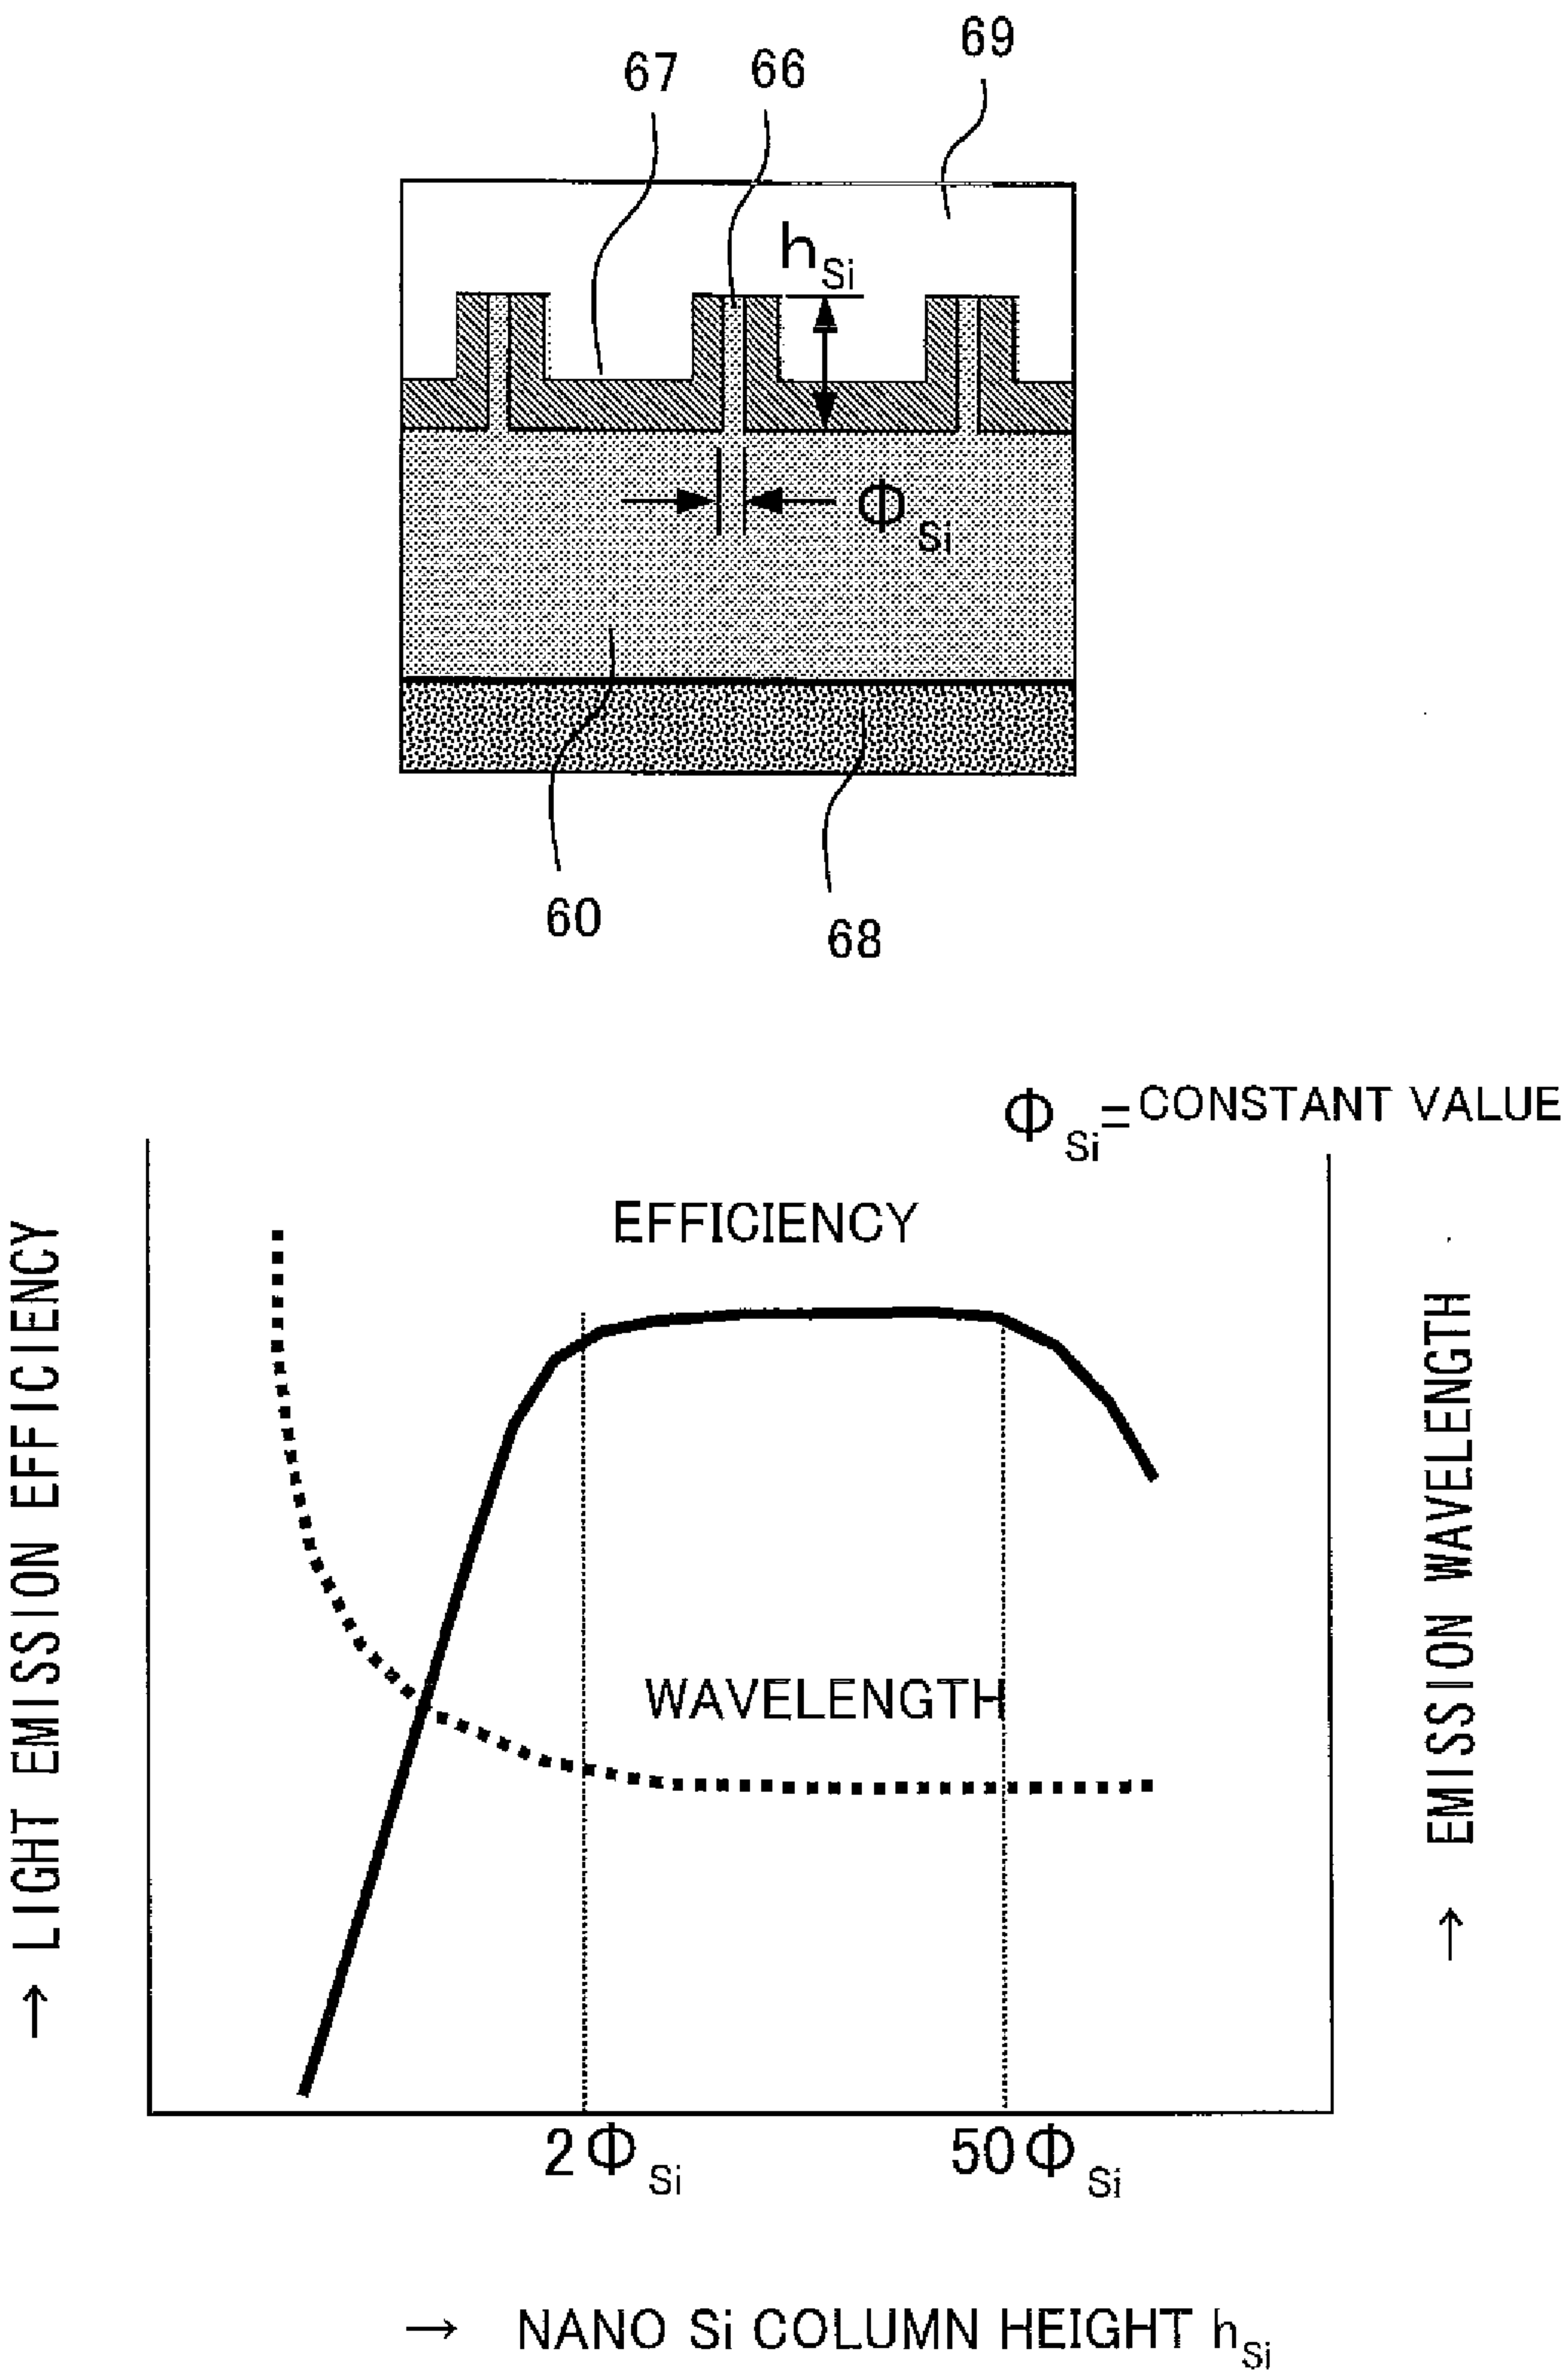 69
67 66
hSi
ΦSi
60
68
ΦSi=CONSTANT VALUE
EFFICIENCY
WAVELENGTH
→ LIGHT EMISSION EFFICIENCY
→ EMISSION WAVELENGTH
2ΦSi 50ΦSi
→ NANO Si COLUMN HEIGHT hSi